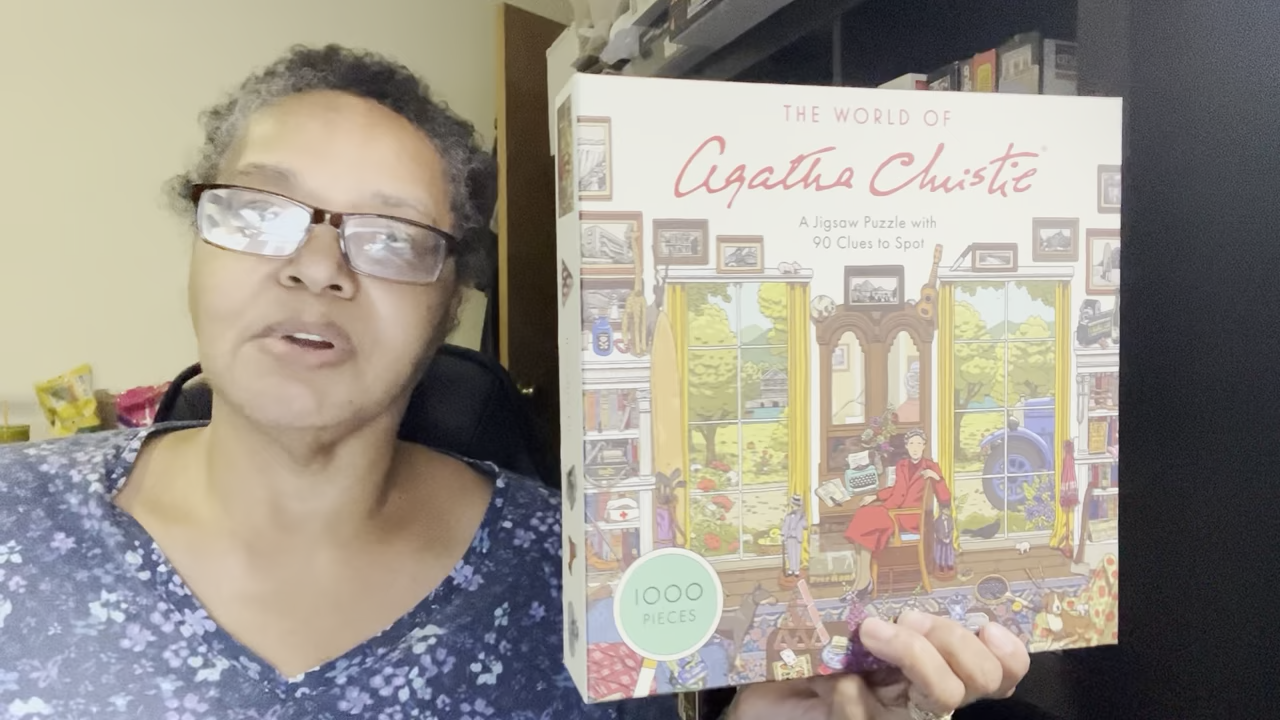 THE WORLD OF
Agatha Christie
A Jigsaw Puzzle with
90 Clues to Spot
1000
PIECES